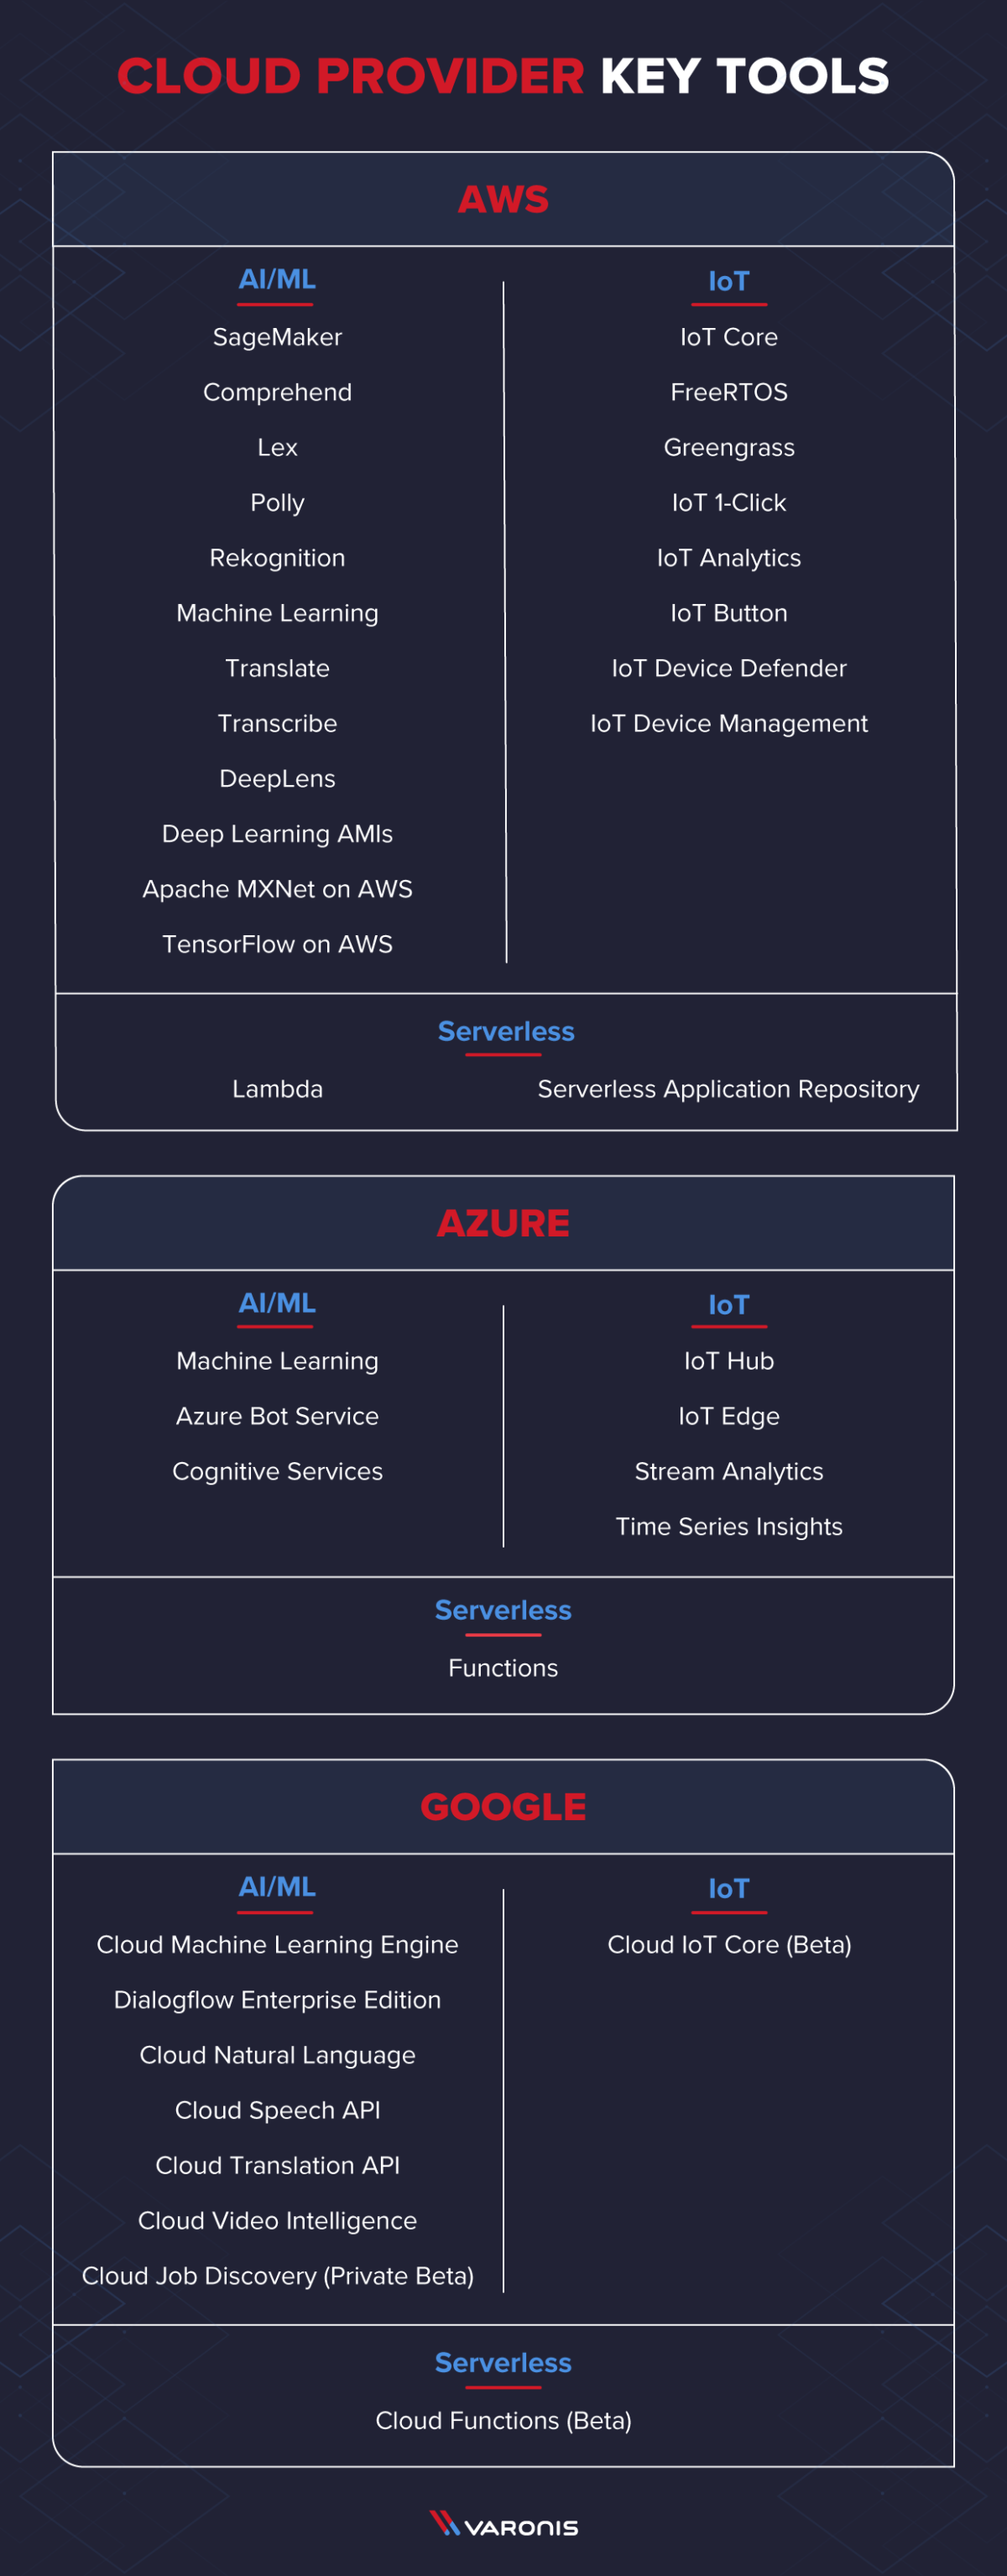 CLOUD PROVIDER KEY TOOLS
AWS
AI/ML
SageMaker
Comprehend
Lex
Polly
Rekognition
Machine Learning
Translate
Transcribe
DeepLens
Deep Learning AMIs
Apache MXNet on AWS
TensorFlow on AWS
IoT
IoT Core
FreeRTOS
Greengrass
IoT 1-Click
IoT Analytics
IoT Button
IoT Device Defender
IoT Device Management
Serverless
Lambda
Serverless Application Repository
AZURE
AI/ML
Machine Learning
Azure Bot Service
Cognitive Services
IoT
IoT Hub
IoT Edge
Stream Analytics
Time Series Insights
Serverless
Functions
GOOGLE
AI/ML
Cloud Machine Learning Engine
Dialogflow Enterprise Edition
Cloud Natural Language
Cloud Speech API
Cloud Translation API
Cloud Video Intelligence
Cloud Job Discovery (Private Beta)
IoT
Cloud IoT Core (Beta)
Serverless
Cloud Functions (Beta)
VARONIS